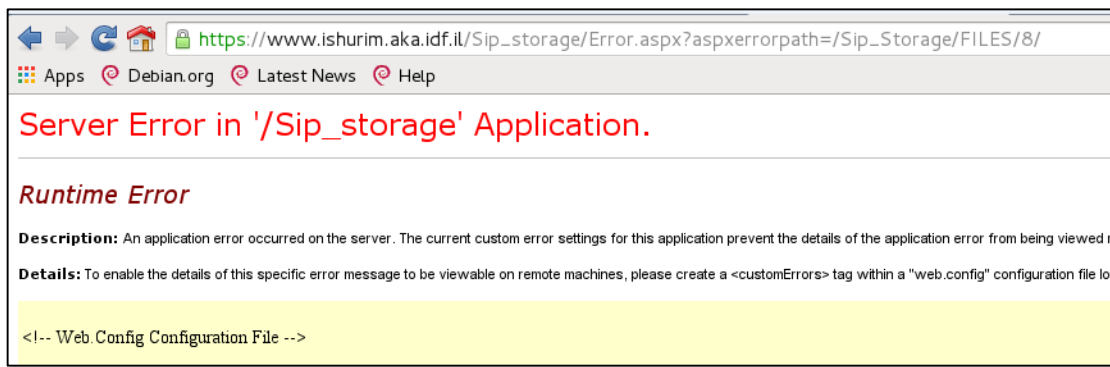 https://www.ishurim.aka.idf.il/Sip_storage/Error.aspx?aspxerrorpath=/Sip_Storage/FILES/8/
Apps Debian.org Latest News Help
Server Error in '/Sip_storage' Application.
Runtime Error
Description: An application error occurred on the server. The current custom error settings for this application prevent the details of the application error from being viewed
Details: To enable the details of this specific error message to be viewable on remote machines, please create a <customErrors> tag within a "web.config" configuration file lo
<!-- Web.Config Configuration File -->